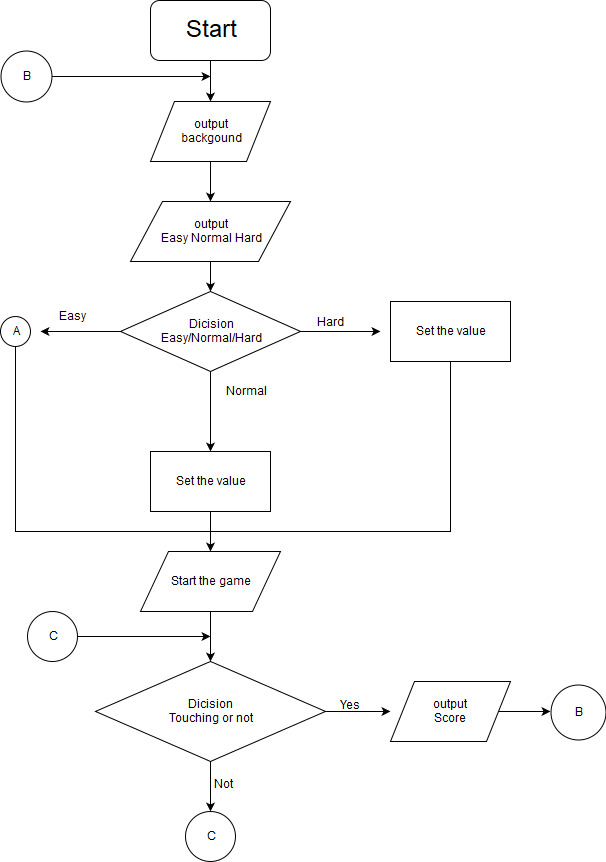 Start
B
output
backgound
output
Easy Normal Hard
Easy
Dicision
Easy/Normal/Hard
Hard
A
Set the value
Normal
Set the value
Start the game
C
Dicision
Touching or not
Yes
output
Score
B
Not
C